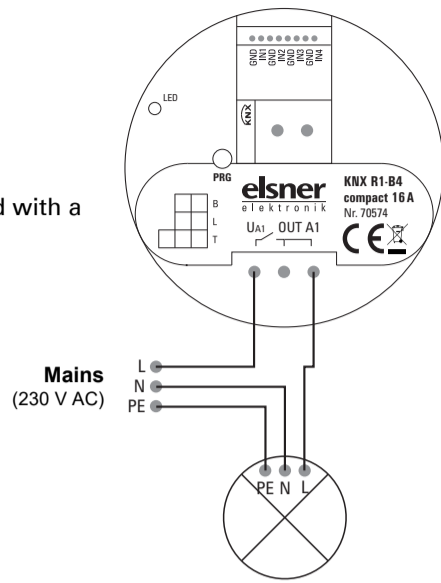 GND IN1 GND IN2 GND IN3 GND IN4
LED
KNX
PRG
elsner
elektronik
KNX R1-B4
compact 16 A
Nr. 70574
B
L
T
CE
UA1 OUT A1
d with a
Mains
(230 V AC)
L
N
PE
PE N L